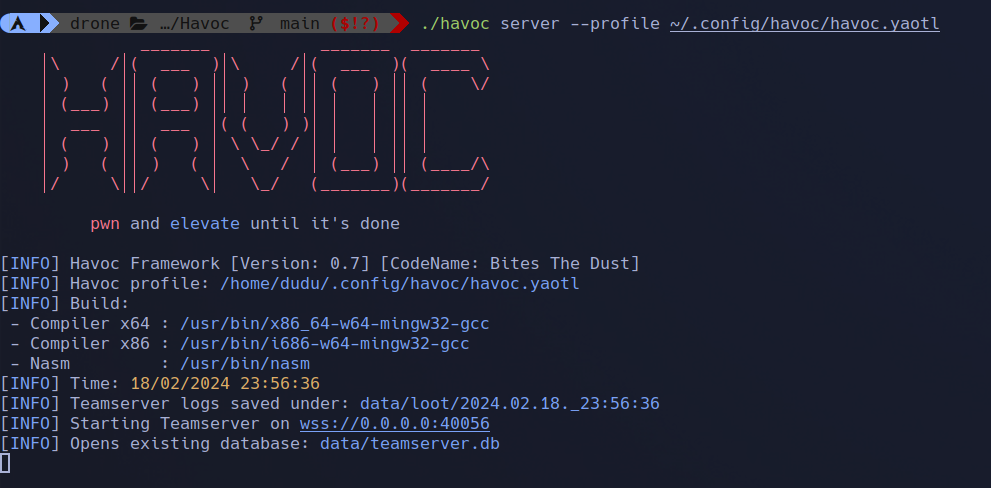 drone …/Havoc main ($!?) ./havoc server --profile ~/.config/havoc/havoc.yaotl
HAVOC
pwn and elevate until it's done
[INFO] Havoc Framework [Version: 0.7] [CodeName: Bites The Dust]
[INFO] Havoc profile: /home/dudu/.config/havoc/havoc.yaotl
[INFO] Build:
- Compiler x64 : /usr/bin/x86_64-w64-mingw32-gcc
- Compiler x86 : /usr/bin/i686-w64-mingw32-gcc
- Nasm : /usr/bin/nasm
[INFO] Time: 18/02/2024 23:56:36
[INFO] Teamserver logs saved under: data/loot/2024.02.18._23:56:36
[INFO] Starting Teamserver on wss://0.0.0.0:40056
[INFO] Opens existing database: data/teamserver.db